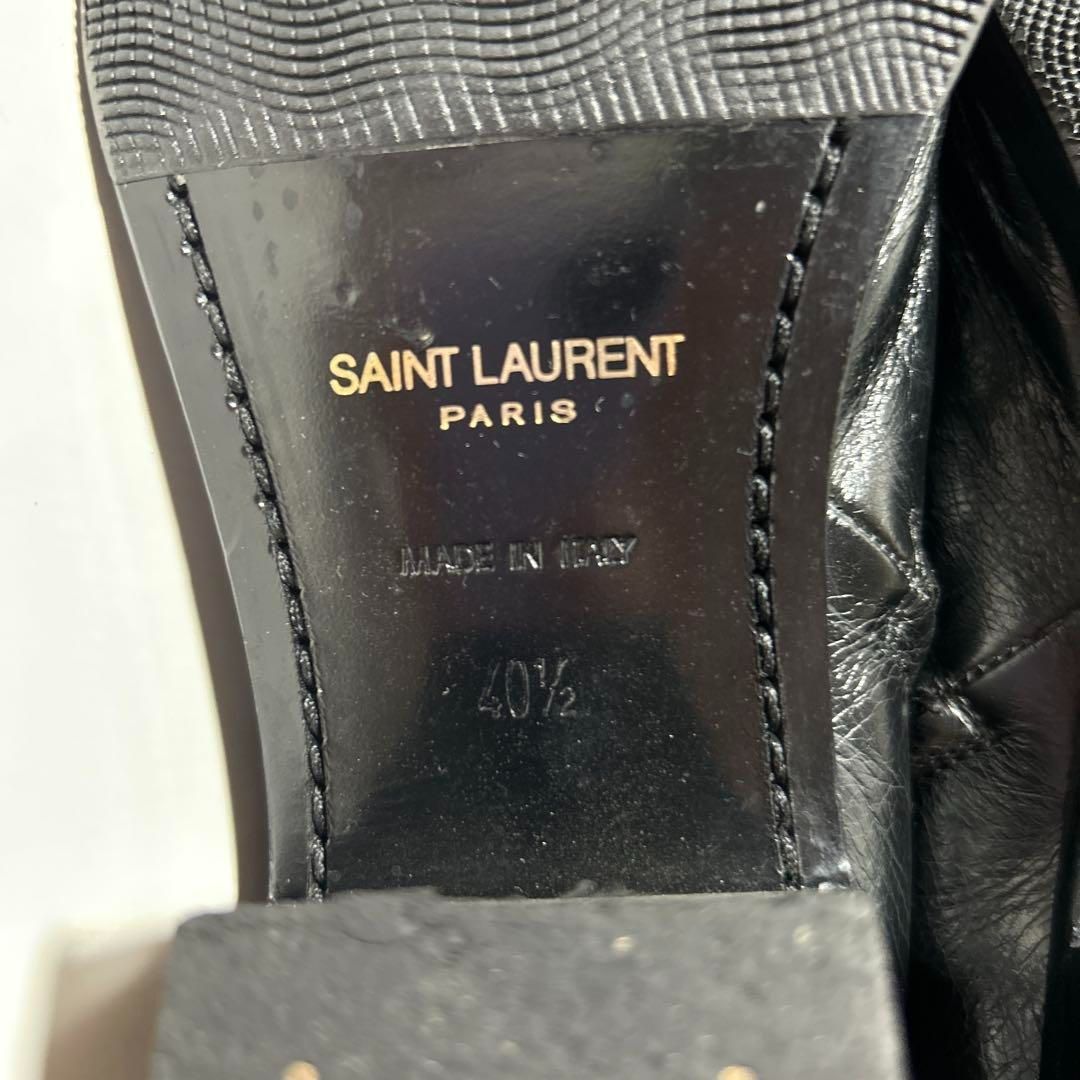 SAINT LAURENT
PARIS
MADE IN ITALY
40½